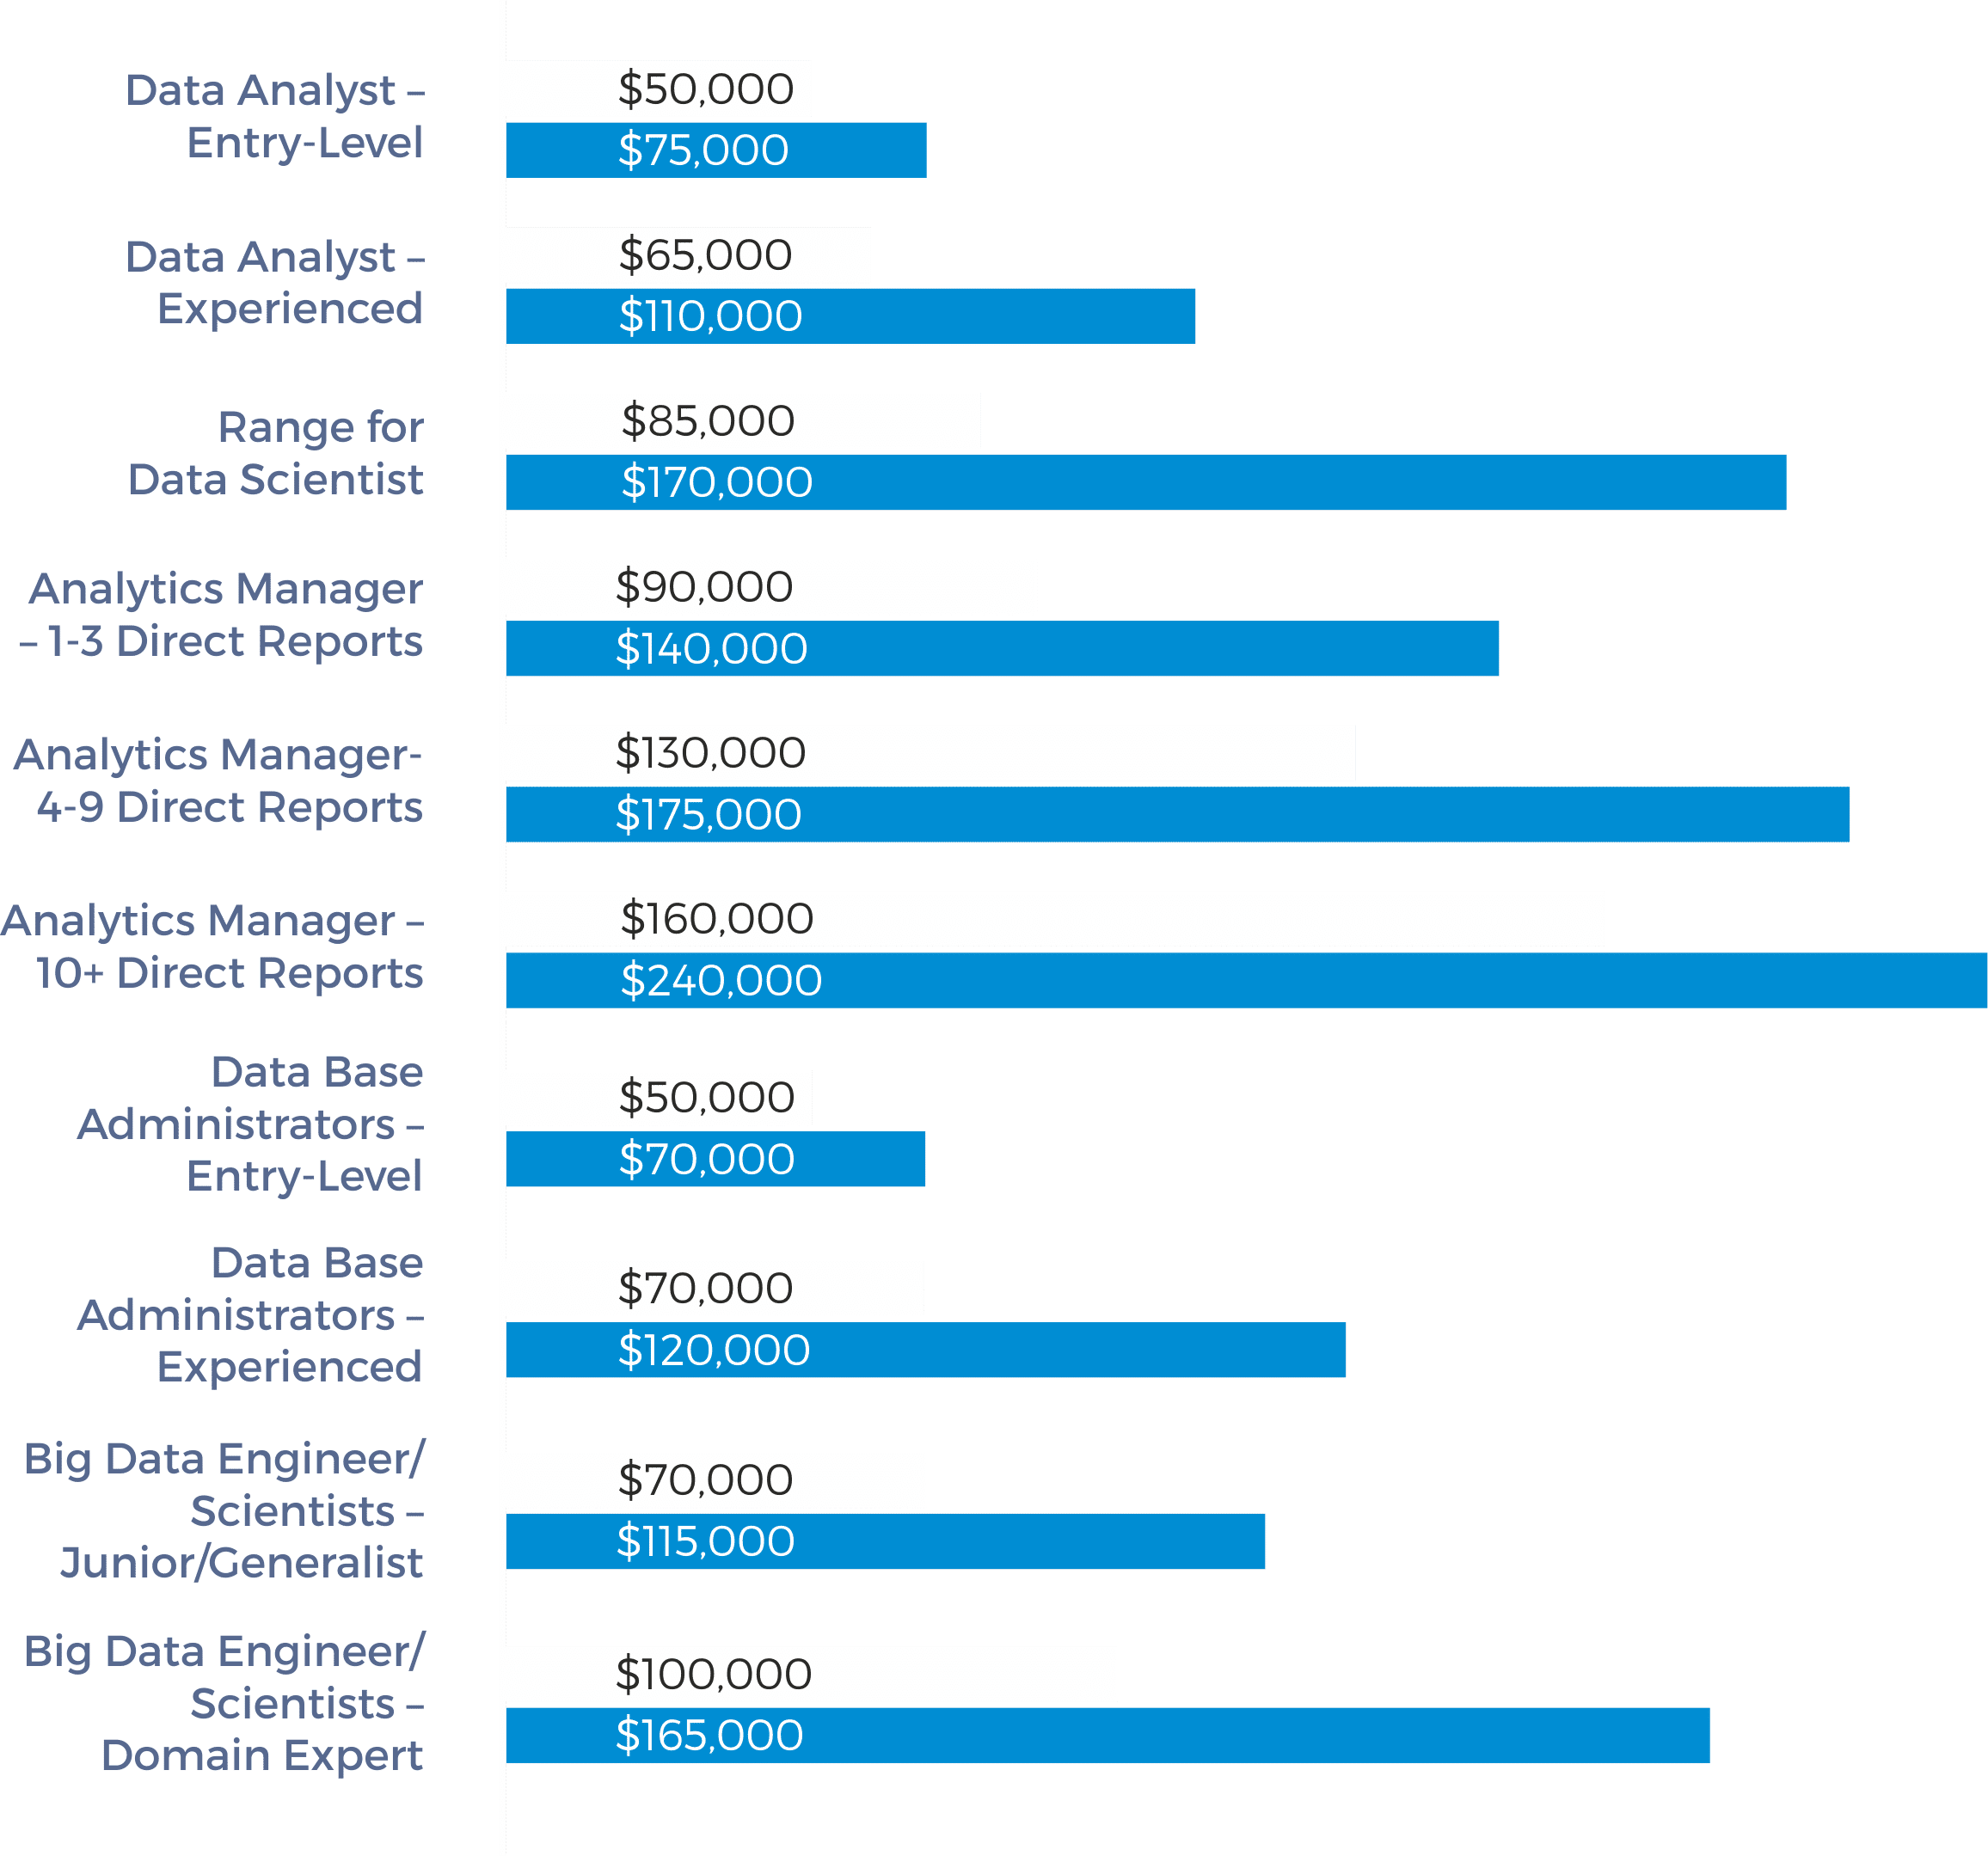 Data Analyst –
Entry-Level
$50,000
$75,000
Data Analyst –
Experienced
$65,000
$110,000
Range for
Data Scientist
$85,000
$170,000
Analytics Manager
– 1-3 Direct Reports
$90,000
$140,000
Analytics Manager-
4-9 Direct Reports
$130,000
$175,000
Analytics Manager –
10+ Direct Reports
$160,000
$240,000
Data Base
Administrators –
Entry-Level
$50,000
$70,000
Data Base
Administrators –
Experienced
$70,000
$120,000
Big Data Engineer/
Scientists –
Junior/Generalist
$70,000
$115,000
Big Data Engineer/
Scientists –
Domain Expert
$100,000
$165,000